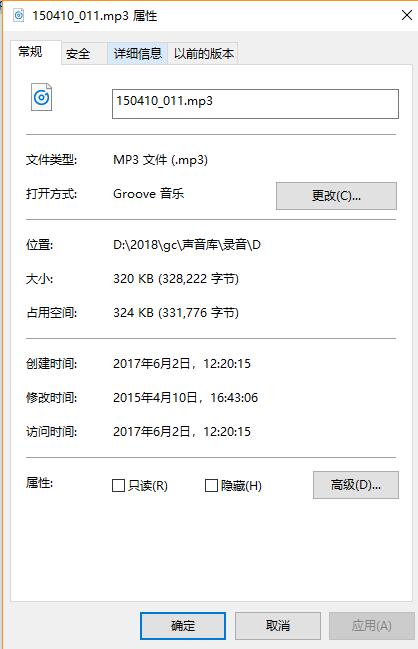 150410_011.mp3 属性
常规 安全 详细信息 以前的版本
150410_011.mp3
文件类型: MP3 文件 (.mp3)
打开方式: Groove 音乐 更改(C)...
位置: D:\2018\gc\声音库\录音\D
大小: 320 KB (328,222 字节)
占用空间: 324 KB (331,776 字节)
创建时间: 2017年6月2日，12:20:15
修改时间: 2015年4月10日，16:43:06
访问时间: 2017年6月2日，12:20:15
属性: 只读(R) 隐藏(H) 高级(D)...
确定 取消 应用(A)